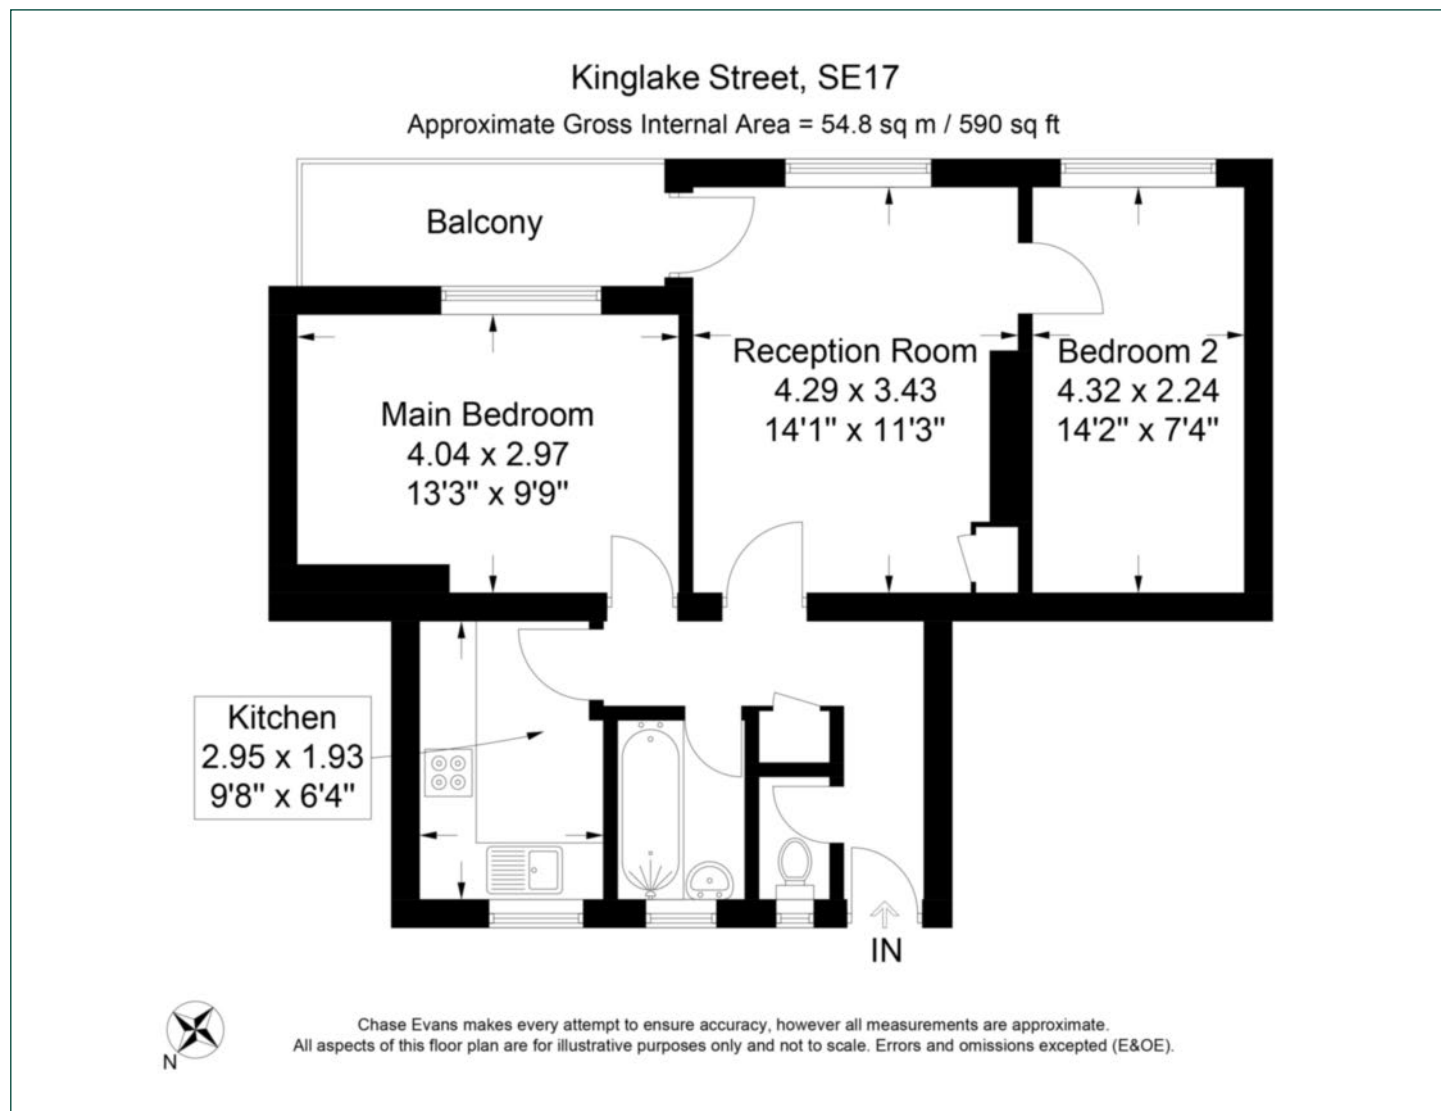 Kinglake Street, SE17
Approximate Gross Internal Area = 54.8 sq m / 590 sq ft
Balcony
Reception Room
4.29 x 3.43
14'1" x 11'3"
Bedroom 2
4.32 x 2.24
14'2" x 7'4"
Main Bedroom
4.04 x 2.97
13'3" x 9'9"
Kitchen
2.95 x 1.93
9'8" x 6'4"
IN
N
Chase Evans makes every attempt to ensure accuracy, however all measurements are approximate.
All aspects of this floor plan are for illustrative purposes only and not to scale. Errors and omissions excepted (E&OE).